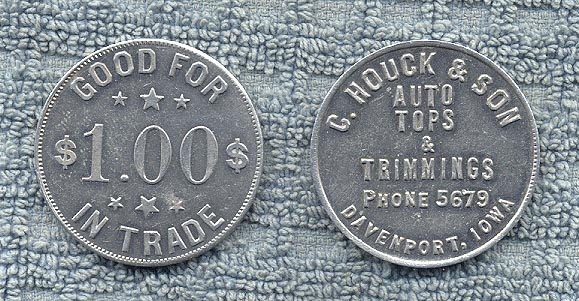 GOOD FOR
$ 1.00 $
IN TRADE
C. HOUCK & SON
AUTO
TOPS
&
TRIMMINGS
PHONE 5679
DAVENPORT, IOWA